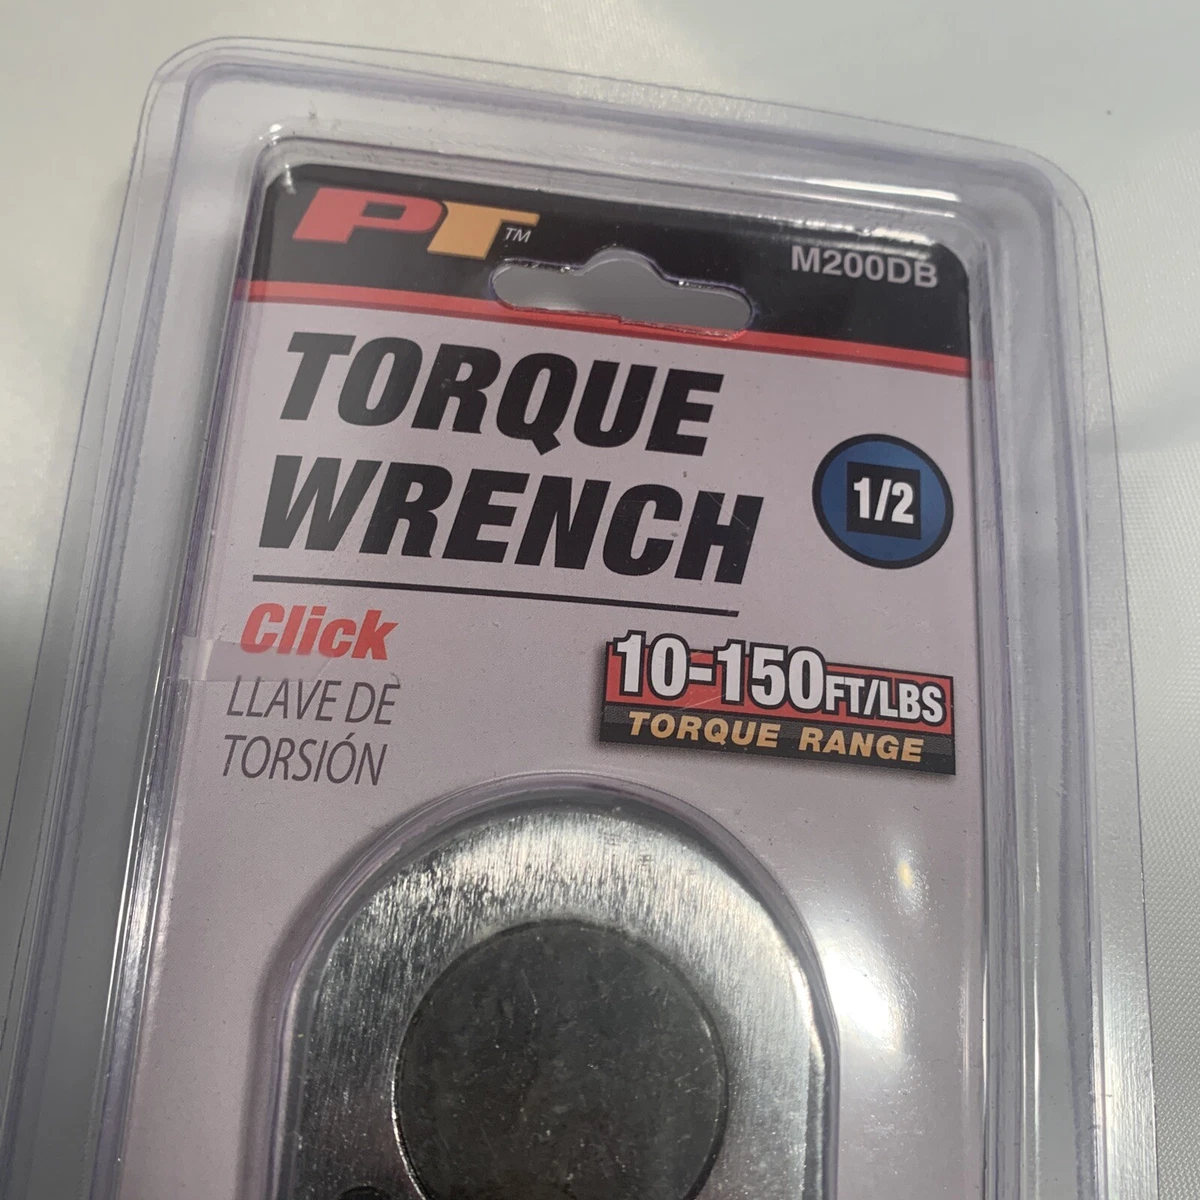 PT™
M200DB
TORQUE
WRENCH
1/2
Click
10-150FT/LBS
TORQUE RANGE
LLAVE DE
TORSIÓN